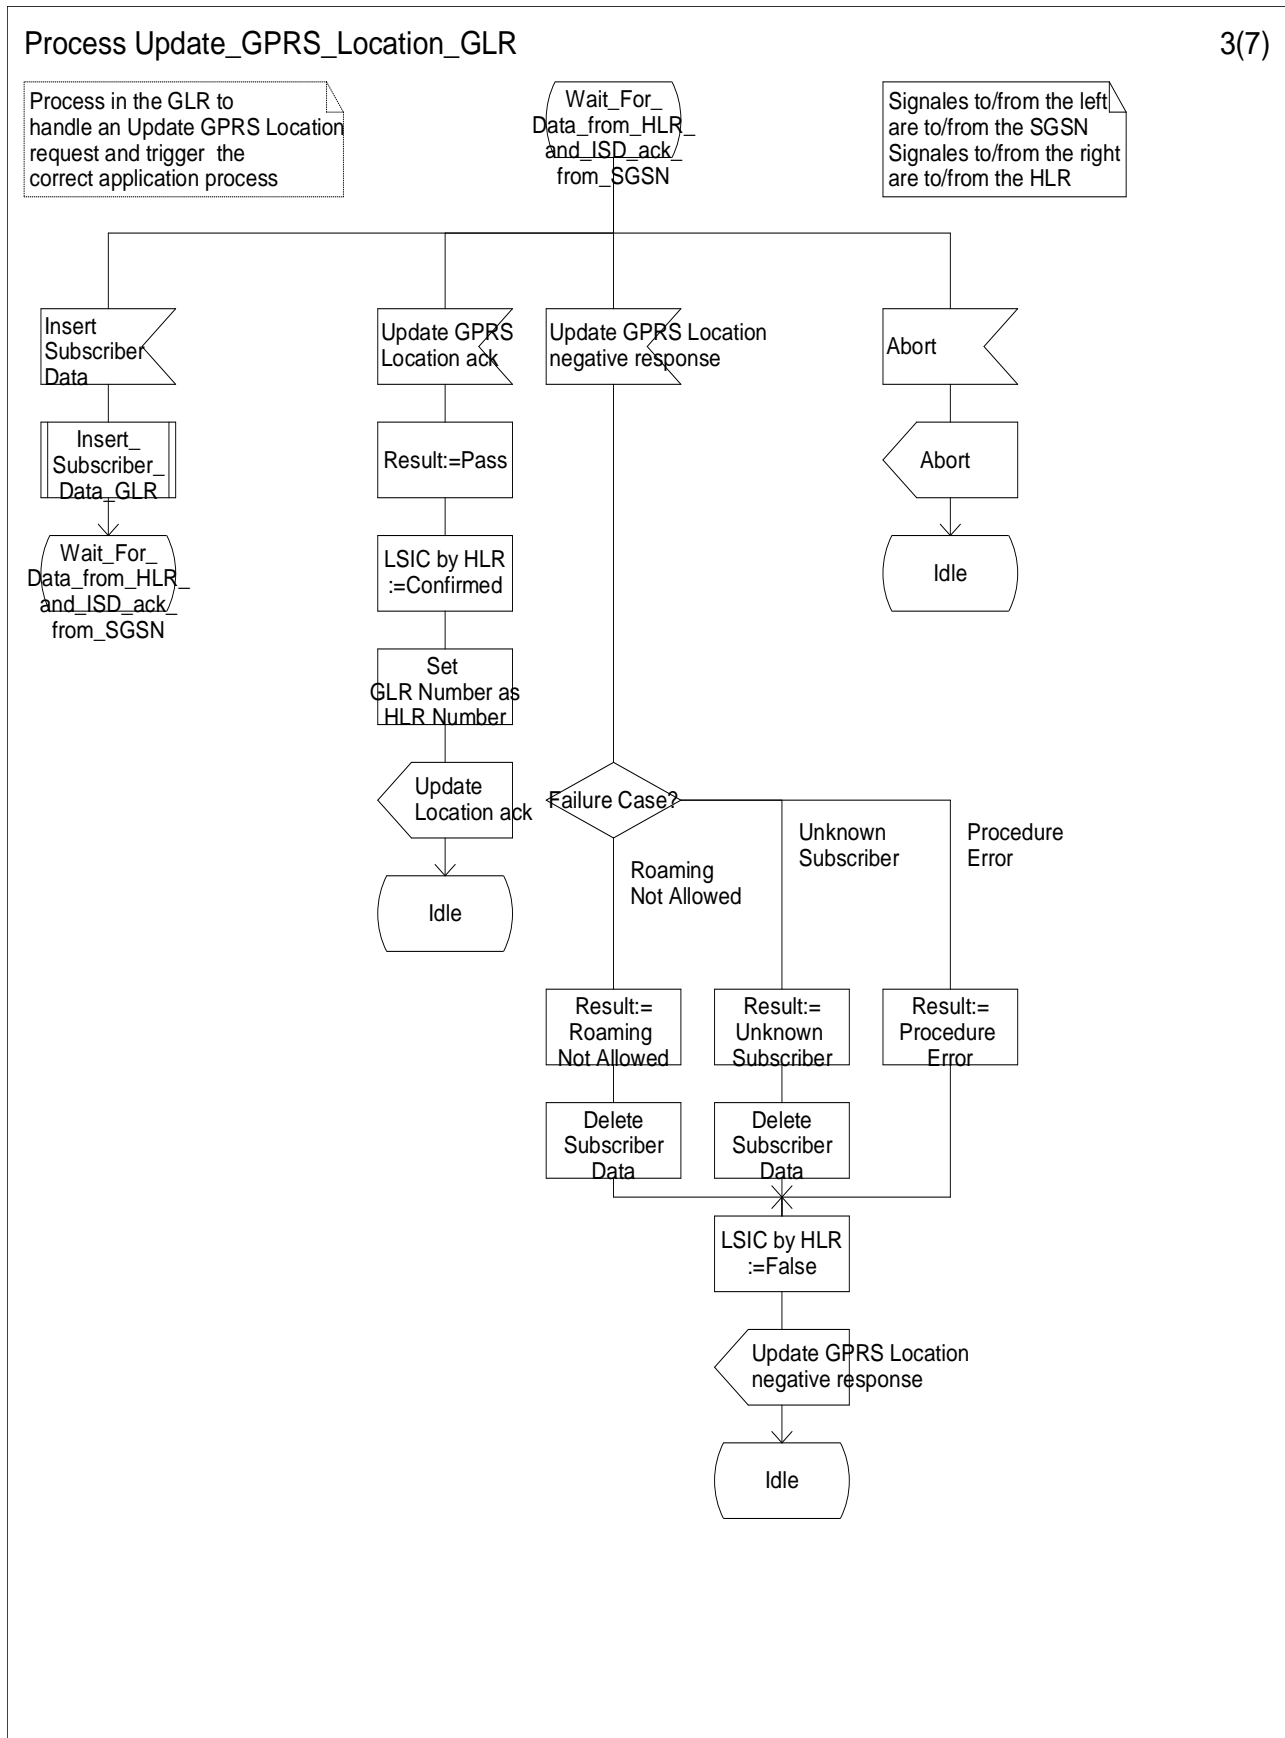 Process Update_GPRS_Location_GLR
3(7)
Process in the GLR to
handle an Update GPRS Location
request and trigger the
correct application process
Wait_For_
Data_from_HLR_
and_ISD_ack_
from_SGSN
Signales to/from the left
are to/from the SGSN
Signales to/from the right
are to/from the HLR
Insert
Subscriber
Data
Update GPRS
Location ack
Update GPRS Location
negative response
Abort
Insert_
Subscriber_
Data_GLR
Result:=Pass
Abort
Wait_For_
Data_from_HLR_
and_ISD_ack_
from_SGSN
LSIC by HLR
:=Confirmed
Idle
Set
GLR Number as
HLR Number
Update
Location ack
Failure Case?
Unknown
Subscriber
Procedure
Error
Roaming
Not Allowed
Idle
Result:=
Roaming
Not Allowed
Result:=
Unknown
Subscriber
Result:=
Procedure
Error
Delete
Subscriber
Data
Delete
Subscriber
Data
LSIC by HLR
:=False
Update GPRS Location
negative response
Idle